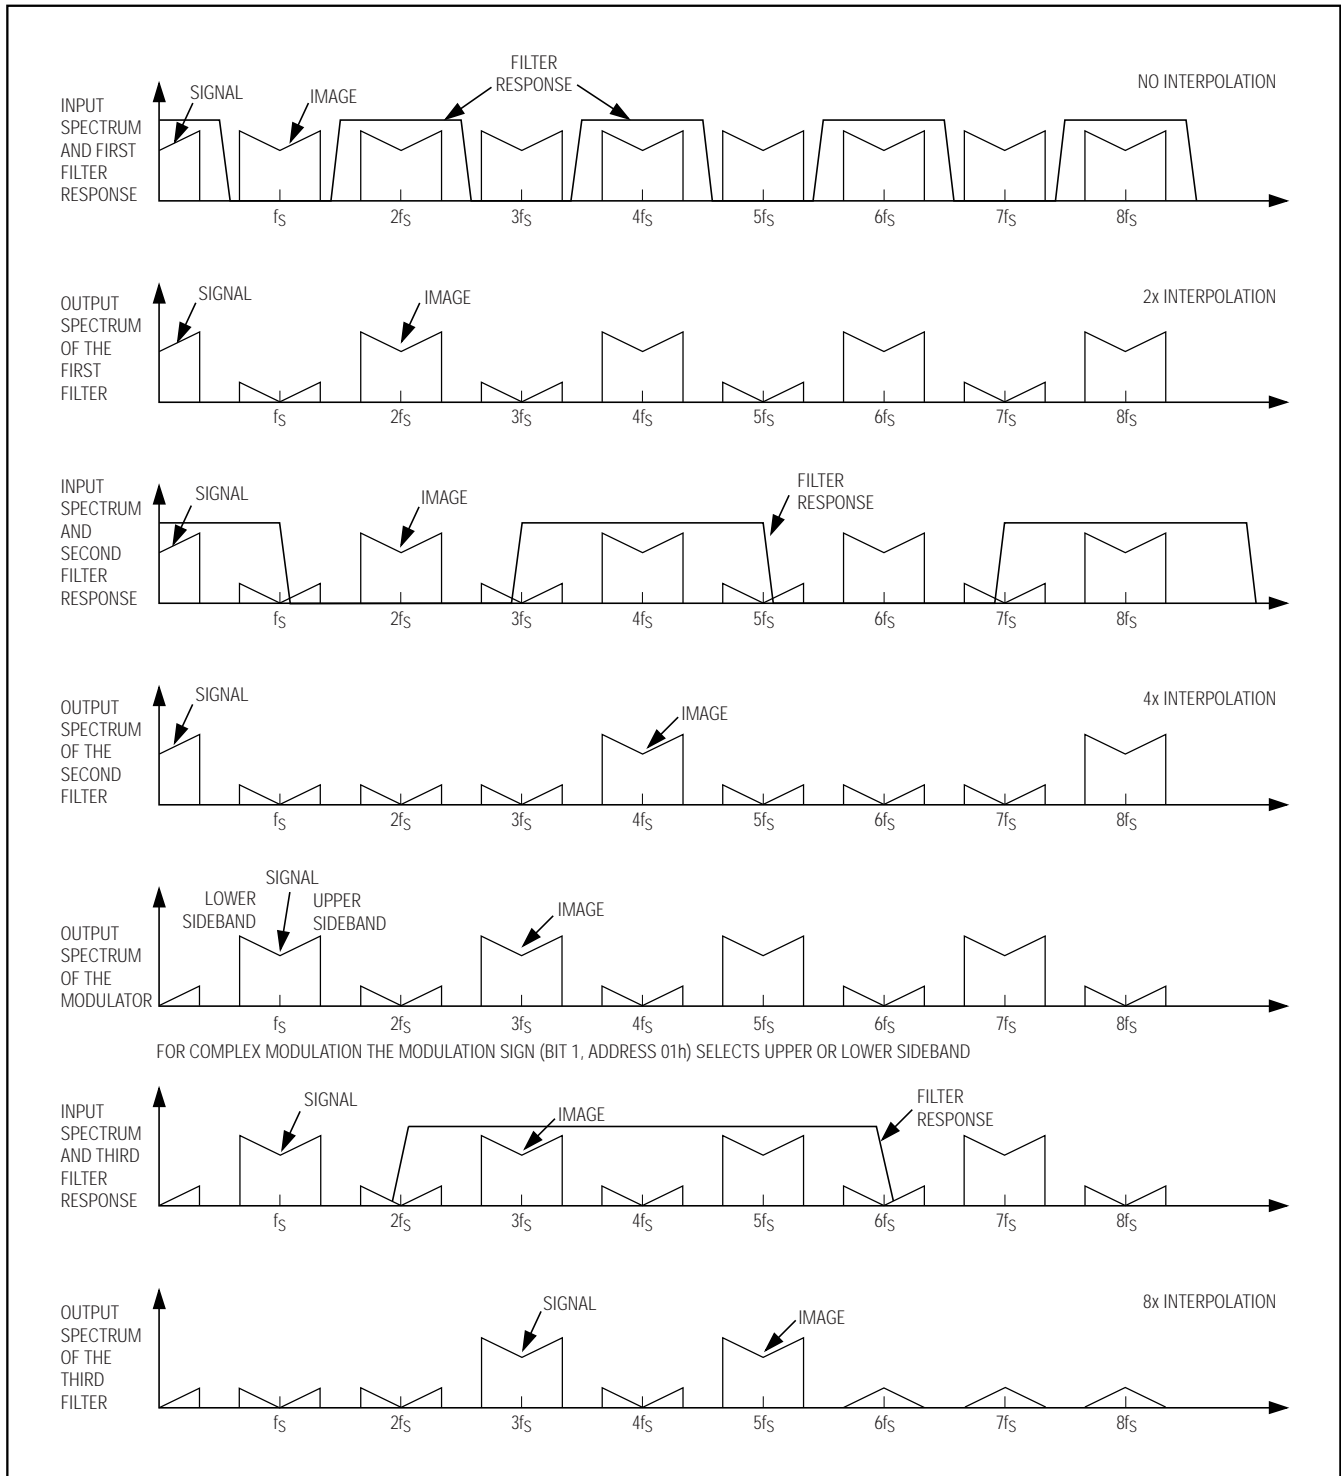 FILTER
RESPONSE
NO INTERPOLATION
SIGNAL
IMAGE
INPUT
SPECTRUM
AND FIRST
FILTER
RESPONSE
fS 2fS 3fS 4fS 5fS 6fS 7fS 8fS
SIGNAL
IMAGE
2x INTERPOLATION
OUTPUT
SPECTRUM
OF THE
FIRST
FILTER
fS 2fS 3fS 4fS 5fS 6fS 7fS 8fS
INPUT
SPECTRUM
AND
SECOND
FILTER
RESPONSE
SIGNAL
IMAGE
FILTER
RESPONSE
fS 2fS 3fS 4fS 5fS 6fS 7fS 8fS
SIGNAL
IMAGE
4x INTERPOLATION
OUTPUT
SPECTRUM
OF THE
SECOND
FILTER
fS 2fS 3fS 4fS 5fS 6fS 7fS 8fS
SIGNAL
LOWER
SIDEBAND
UPPER
SIDEBAND
IMAGE
OUTPUT
SPECTRUM
OF THE
MODULATOR
fS 2fS 3fS 4fS 5fS 6fS 7fS 8fS
FOR COMPLEX MODULATION THE MODULATION SIGN (BIT 1, ADDRESS 01h) SELECTS UPPER OR LOWER SIDEBAND
INPUT
SPECTRUM
AND THIRD
FILTER
RESPONSE
SIGNAL
IMAGE
FILTER
RESPONSE
fS 2fS 3fS 4fS 5fS 6fS 7fS 8fS
OUTPUT
SPECTRUM
OF THE
THIRD
FILTER
SIGNAL
IMAGE
8x INTERPOLATION
fS 2fS 3fS 4fS 5fS 6fS 7fS 8fS